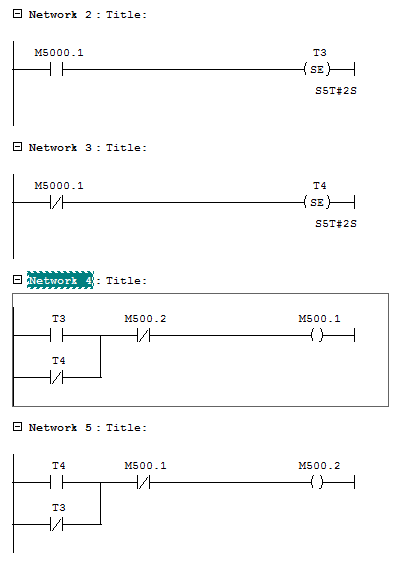 Network 2 : Title:
M5000.1 T3
SE
S5T#2S
Network 3 : Title:
M5000.1 T4
SE
S5T#2S
Network 4 : Title:
T3 M500.2 M500.1
T4
Network 5 : Title:
T4 M500.1 M500.2
T3